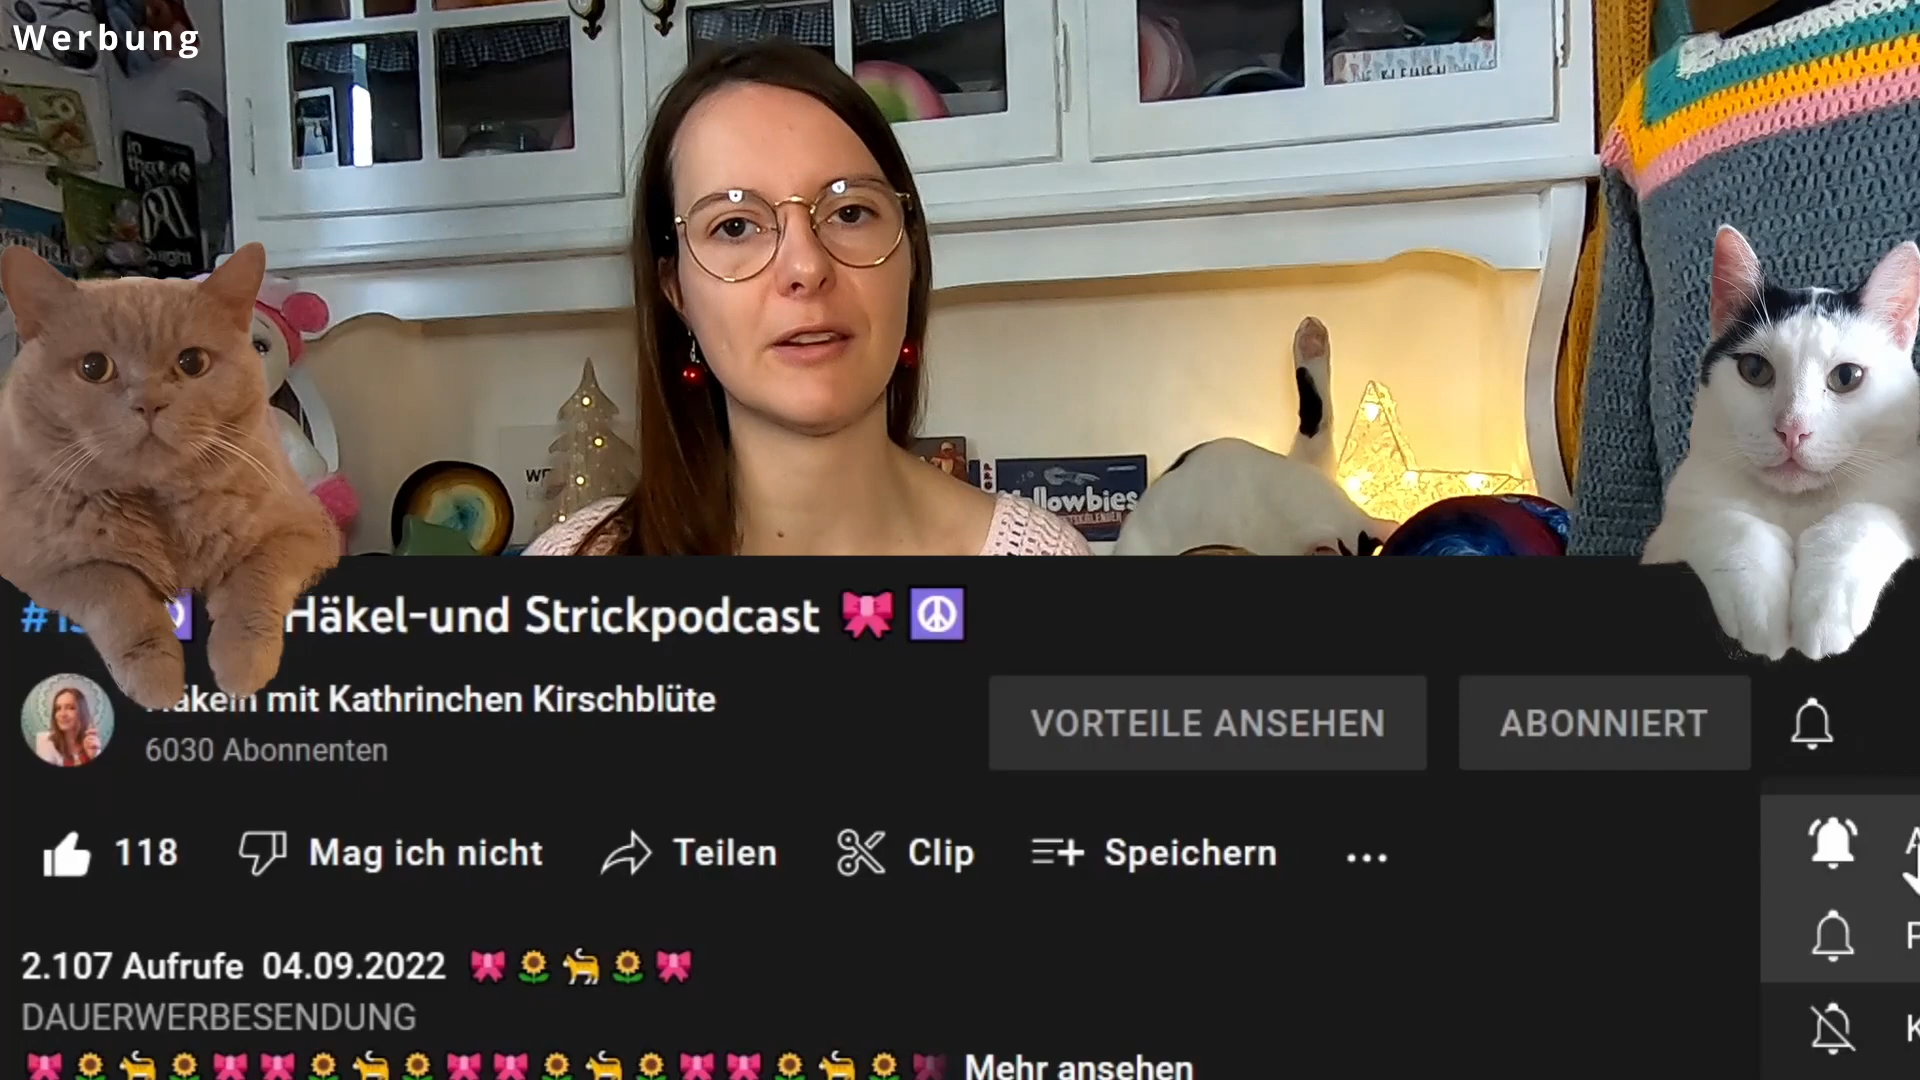 Werbung
Häkel-und Strickpodcast
mit Kathrinchen Kirschblüte
6030 Abonnenten
VORTEILE ANSEHEN
ABONNIERT
118
Mag ich nicht
Teilen
Clip
Speichern
...
2.107 Aufrufe 04.09.2022
DAUERWERBESENDUNG
Mehr ansehen